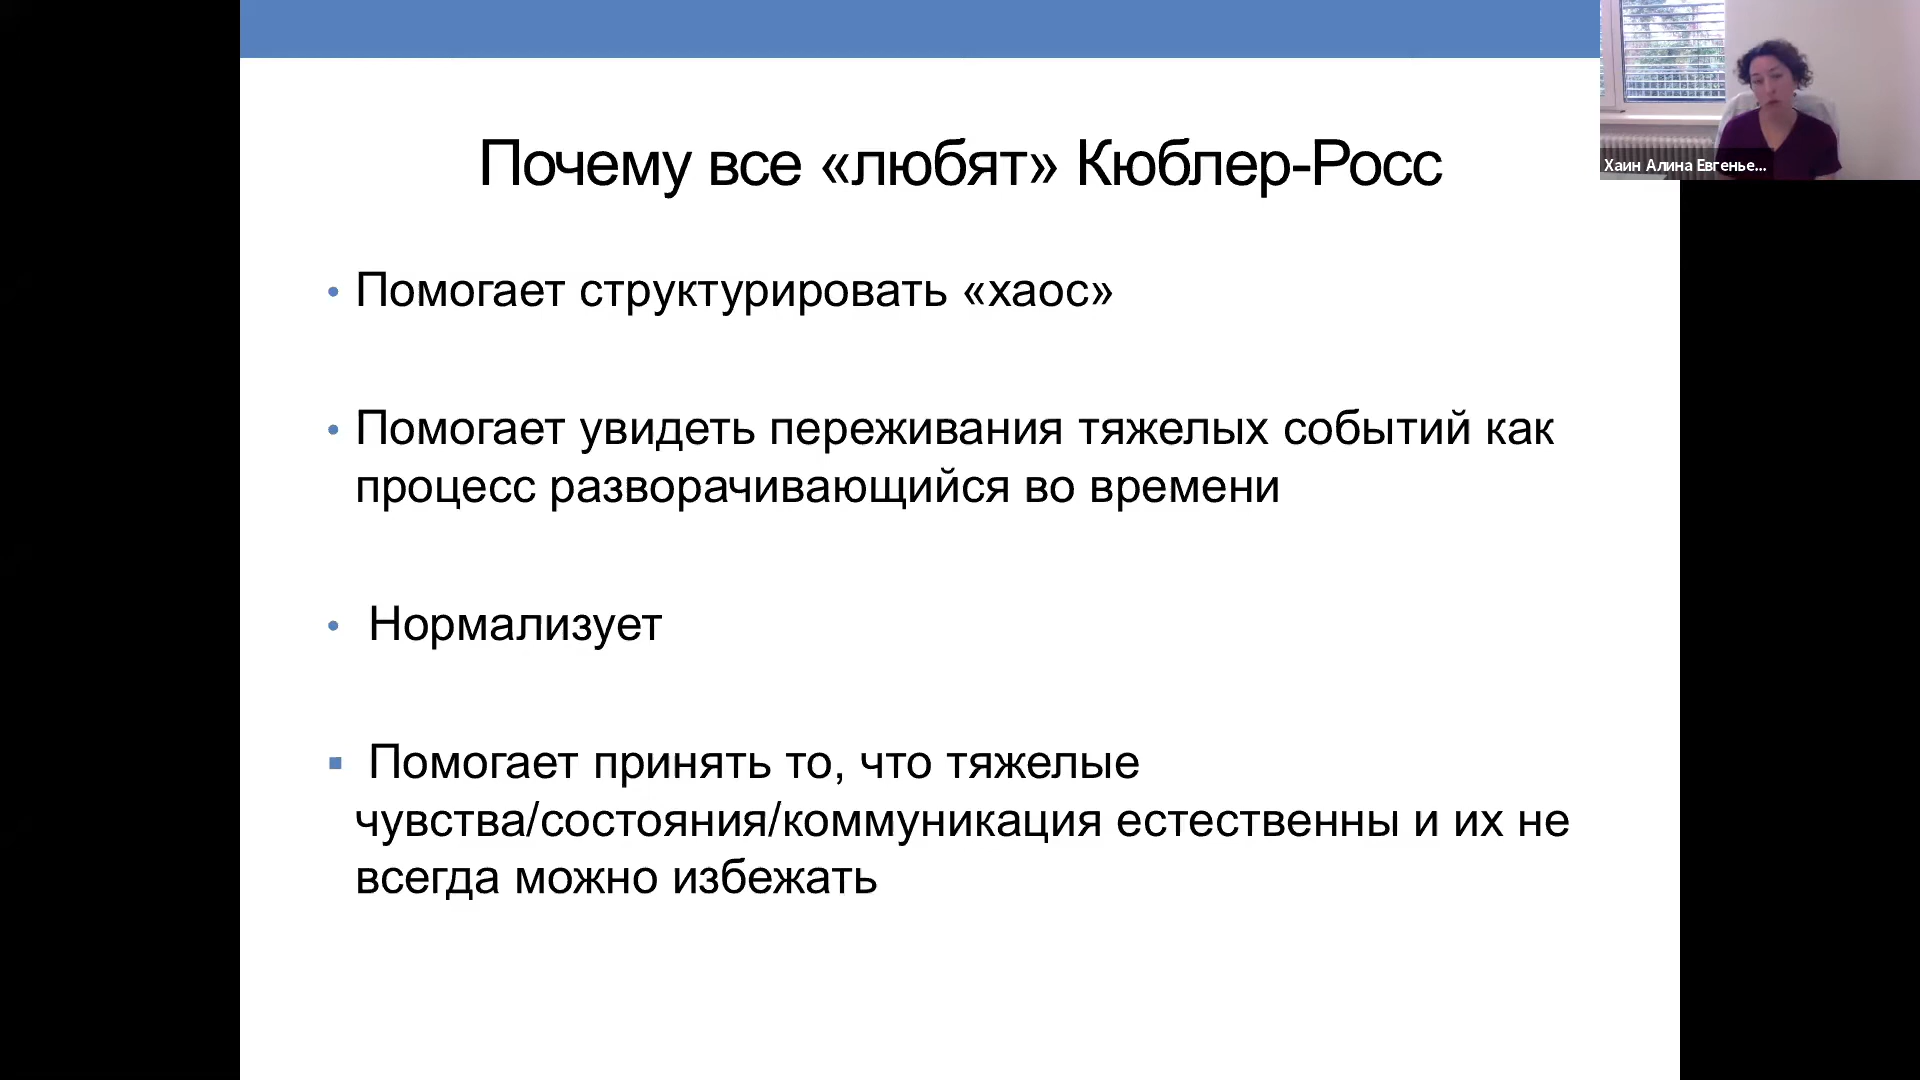 Почему все «любят» Кюблер-Росс
Хаин Алина Евгенье...
• Помогает структурировать «хаос»
• Помогает увидеть переживания тяжелых событий как
процесс разворачивающийся во времени
• Нормализует
▪ Помогает принять то, что тяжелые
чувства/состояния/коммуникация естественны и их не
всегда можно избежать